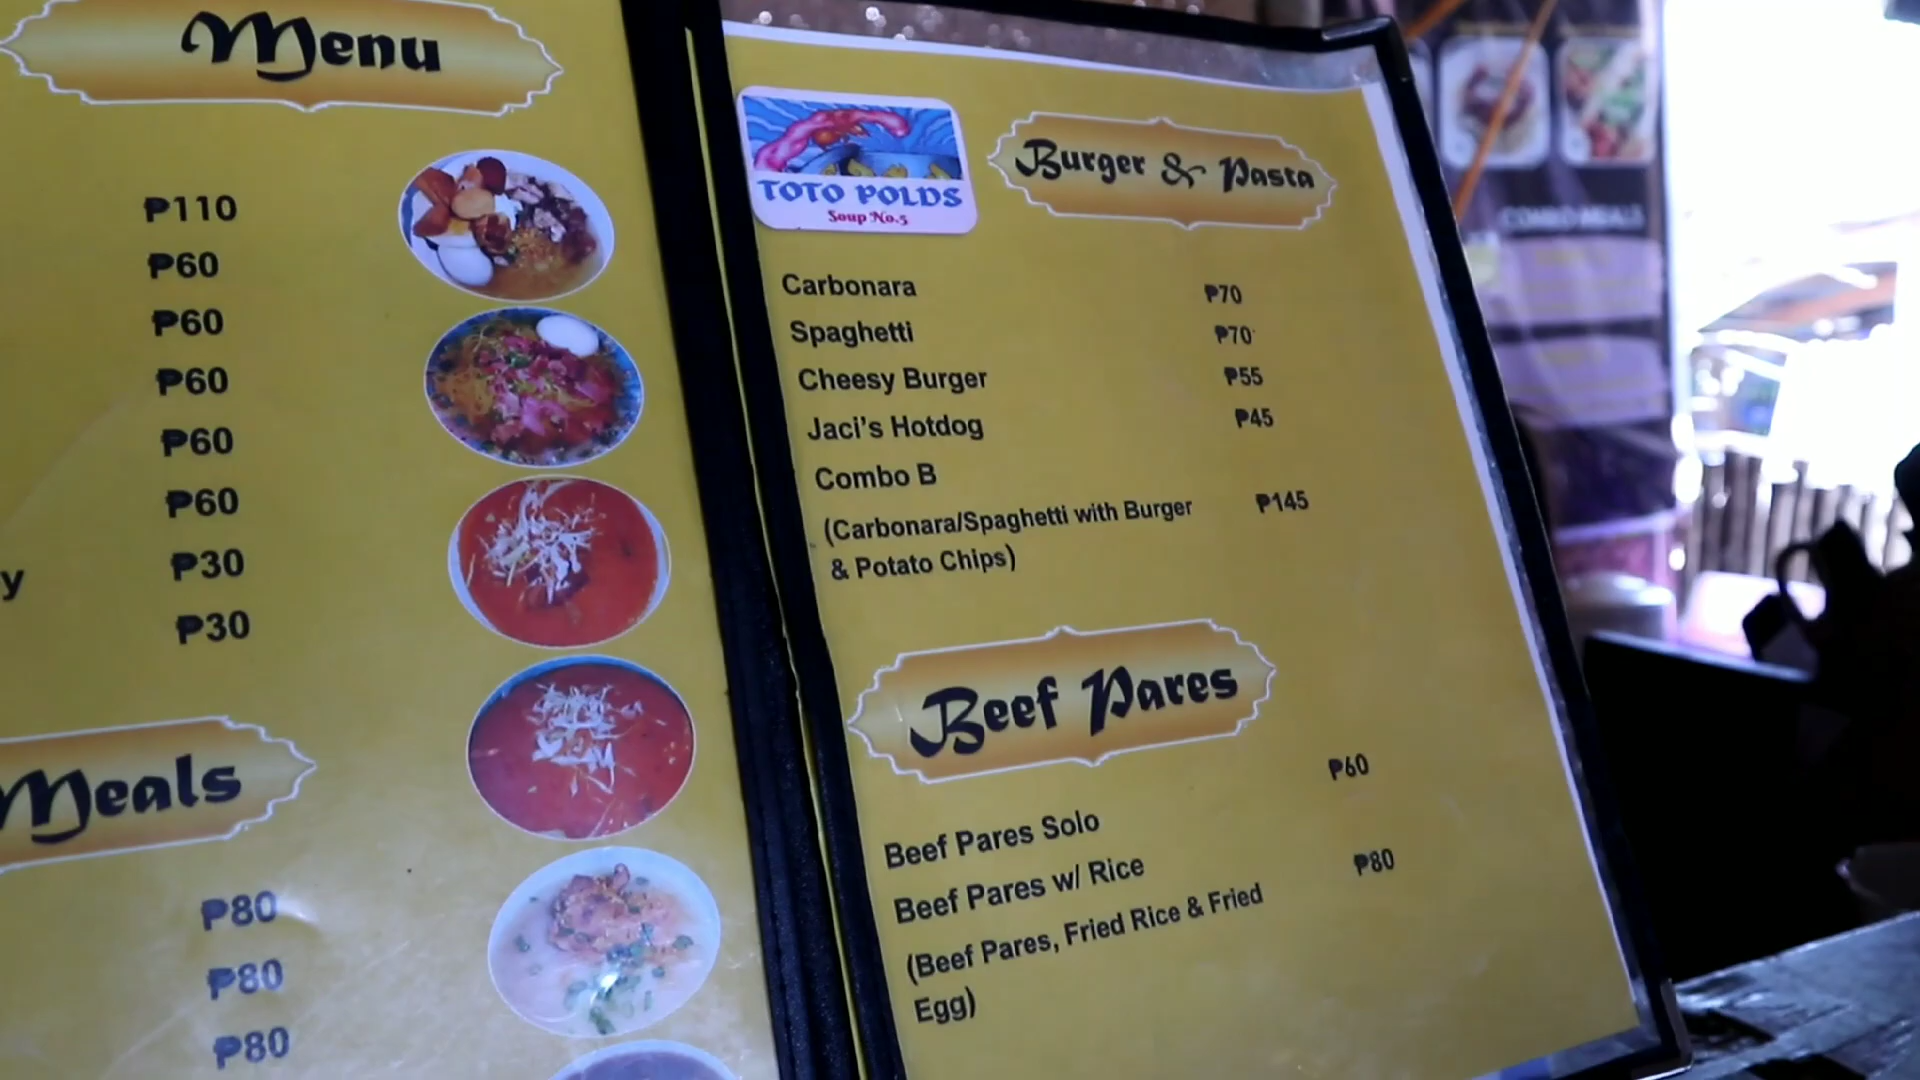 Menu
₱110
₱60
₱60
₱60
₱60
₱60
y ₱30
₱30
Meals
₱80
₱80
₱80
TOTO POLDS
Soup No.5
Burger & Pasta
Carbonara ₱70
Spaghetti ₱70
Cheesy Burger ₱55
Jaci's Hotdog ₱45
Combo B
(Carbonara/Spaghetti with Burger ₱145
& Potato Chips)
Beef Pares
Beef Pares Solo ₱60
Beef Pares w/ Rice ₱80
(Beef Pares, Fried Rice & Fried
Egg)
COMBO MEALS